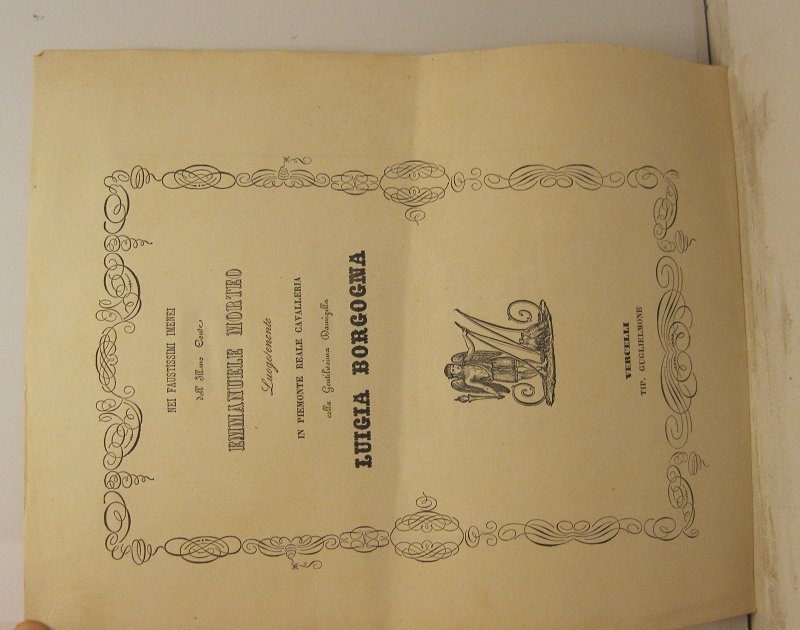 NEI FAUSTISSIMI IMENEI
dell' Illmo Conte
EMMANUELE MORTEO
Luogotenente
IN PIEMONTE REALE CAVALLERIA
colla Gentilissima Damigella
LUIGIA BORGOGNA
VERCELLI
TIP. GUGLIELMONE